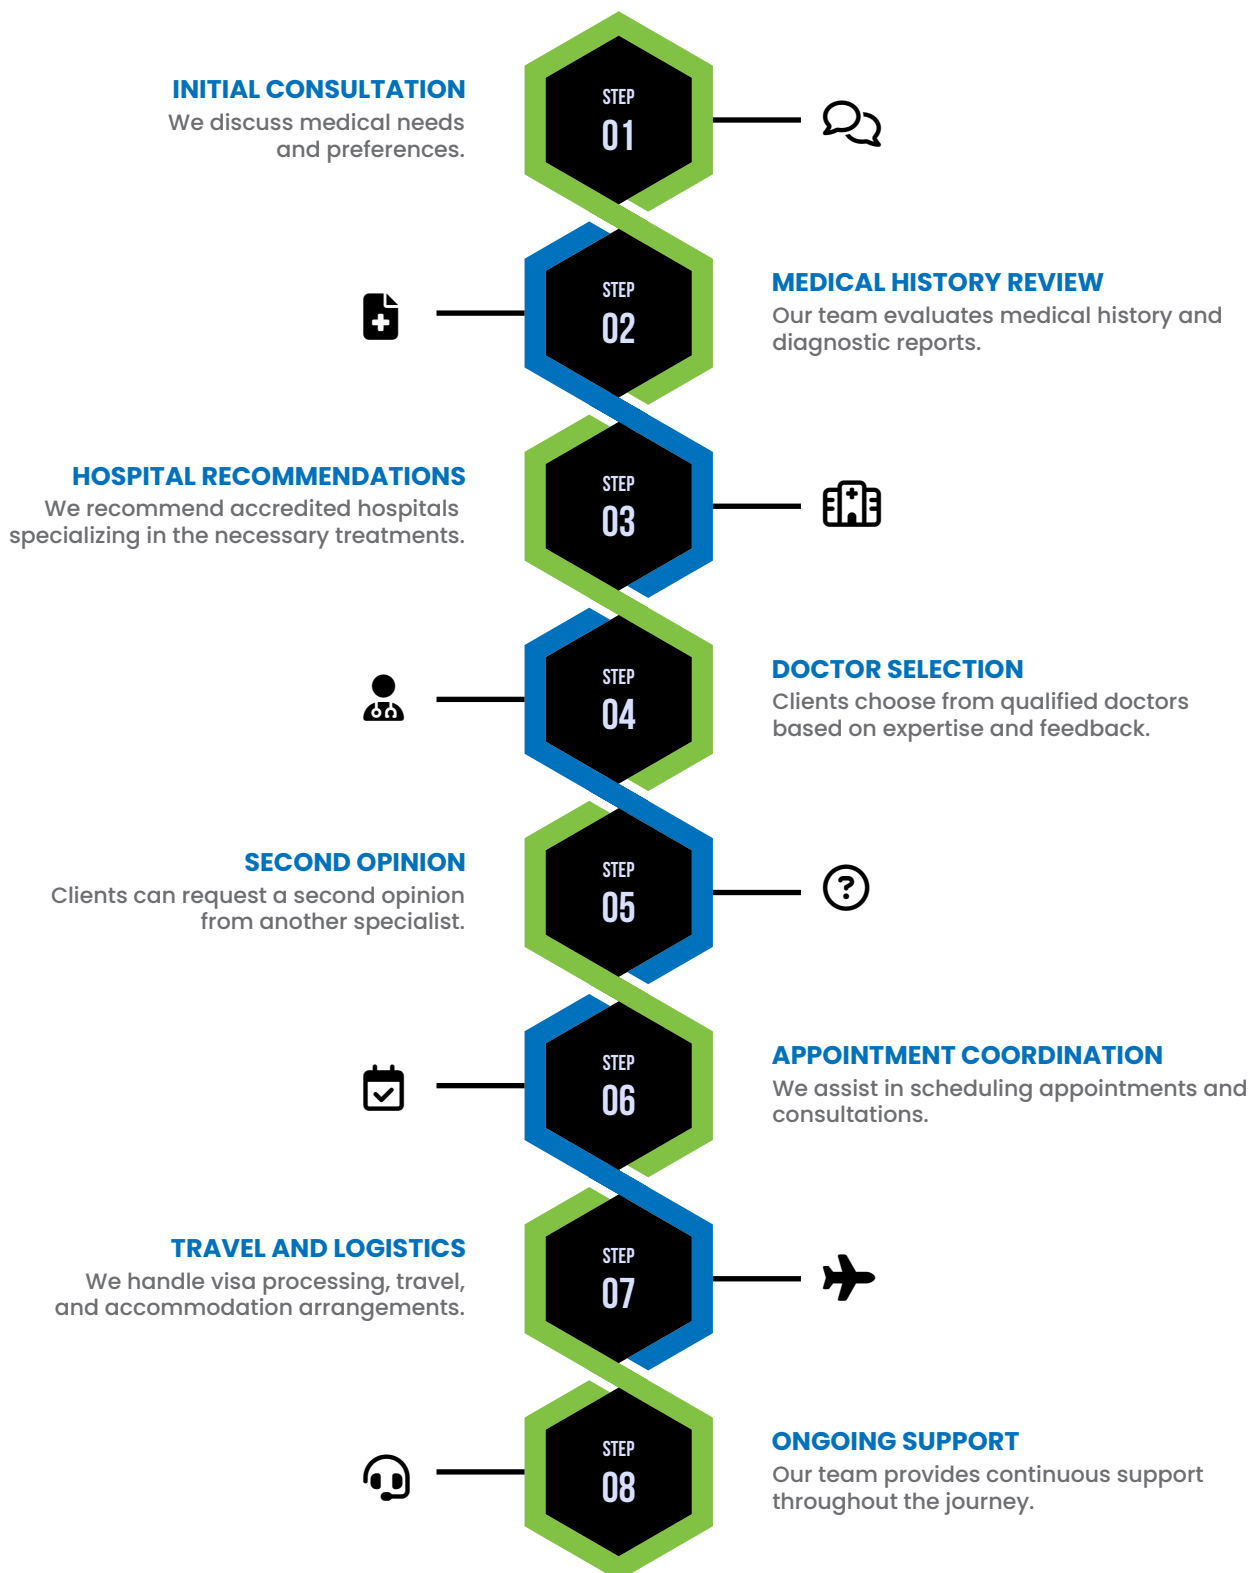 STEP
01
INITIAL CONSULTATION
We discuss medical needs
and preferences.
STEP
02
MEDICAL HISTORY REVIEW
Our team evaluates medical history and
diagnostic reports.
STEP
03
HOSPITAL RECOMMENDATIONS
We recommend accredited hospitals
specializing in the necessary treatments.
STEP
04
DOCTOR SELECTION
Clients choose from qualified doctors
based on expertise and feedback.
STEP
05
SECOND OPINION
Clients can request a second opinion
from another specialist.
STEP
06
APPOINTMENT COORDINATION
We assist in scheduling appointments and
consultations.
STEP
07
TRAVEL AND LOGISTICS
We handle visa processing, travel,
and accommodation arrangements.
STEP
08
ONGOING SUPPORT
Our team provides continuous support
throughout the journey.